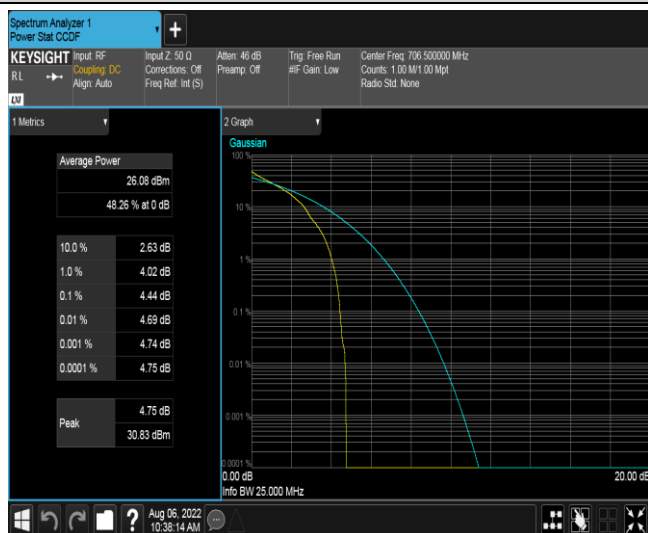 Spectrum Analyzer 1
Power Stat CCDF
+
KEYSIGHT Input: RF Input Z: 50 Ω Atten: 46 dB Trig: Free Run Center Freq: 706.500000 MHz
RL Coupling: DC Corrections: Off Preamp: Off #IF Gain: Low Counts: 1.00 M/1.00 Mpt
Align: Auto Freq Ref: Int (S) Radio Std: None
LXI
1 Metrics
Average Power
26.08 dBm
48.26 % at 0 dB
10.0 % 2.63 dB
1.0 % 4.02 dB
0.1 % 4.44 dB
0.01 % 4.69 dB
0.001 % 4.74 dB
0.0001 % 4.75 dB
Peak 4.75 dB
30.83 dBm
2 Graph
Gaussian
100 %
10 %
1 %
0.1 %
0.01 %
0.001 %
0.0001 %
0.00 dB 20.00 dB
Info BW 25.000 MHz
? Aug 06, 2022
10:38:14 AM